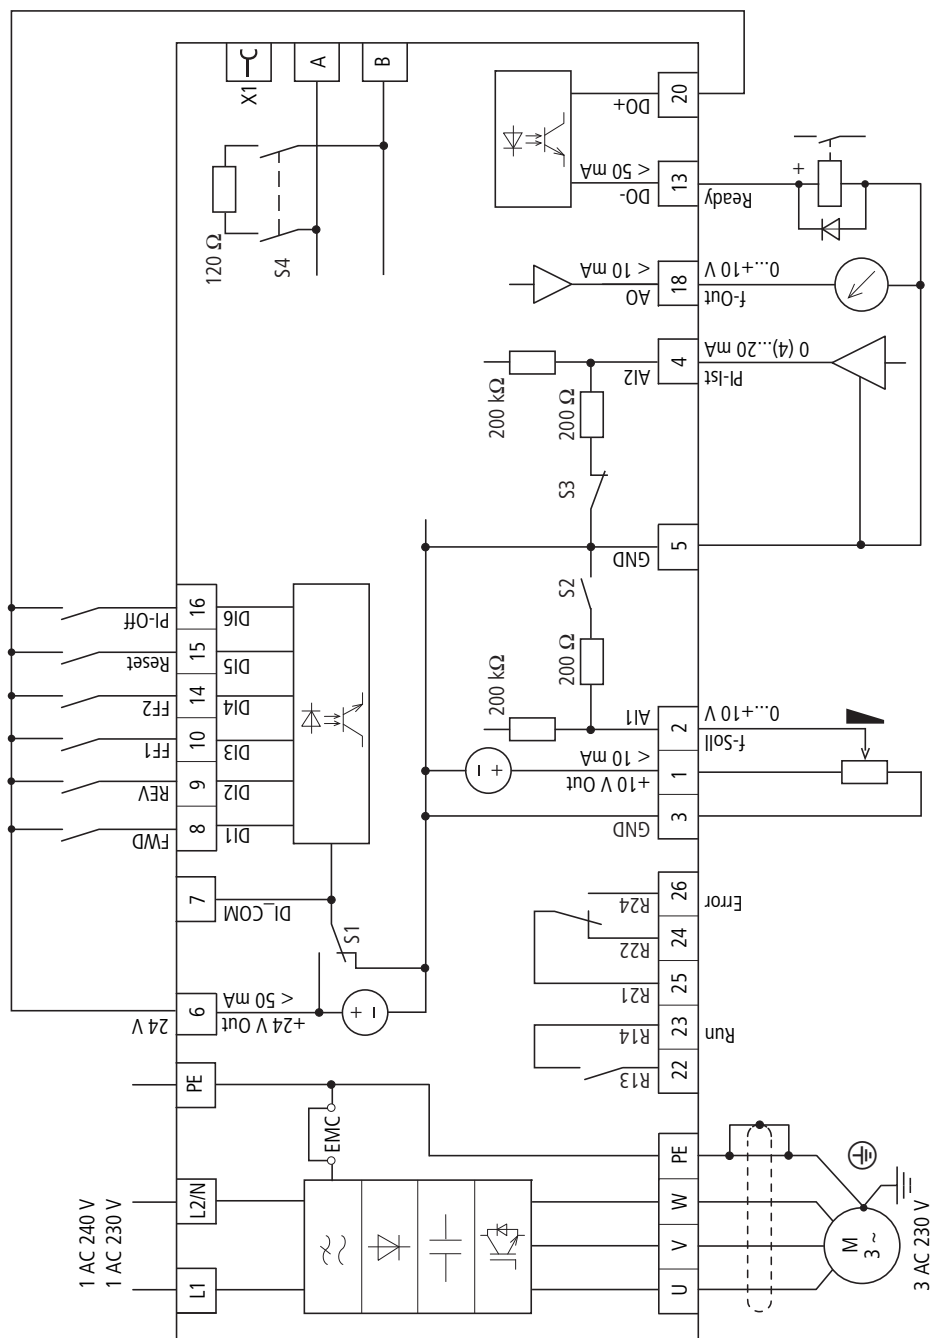 X1
A
B
120 Ω
S4
DO+
20
< 50 mA
DO-
13
Ready
+
< 10 mA
AO
18
0...+10 V
f-Out
AI2
4
0 (4)...20 mA
PI-Ist
200 kΩ
200 Ω
S3
GND
5
S2
200 Ω
200 kΩ
AI1
2
0...+10 V
f-Soll
< 10 mA
+10 V Out
1
- +
GND
3
PI-Off
16
DI6
Reset
15
DI5
FF2
14
DI4
FF1
10
DI3
REV
9
DI2
FWD
8
DI1
7
DI_COM
S1
24 V
6
< 50 mA
+24 V Out
+ -
R24
26
Error
R22
24
R21
25
R14
23
Run
R13
22
PE
EMC
PE
L2/N
W
1 AC 240 V
1 AC 230 V
V
L1
U
M
3 ~
3 AC 230 V